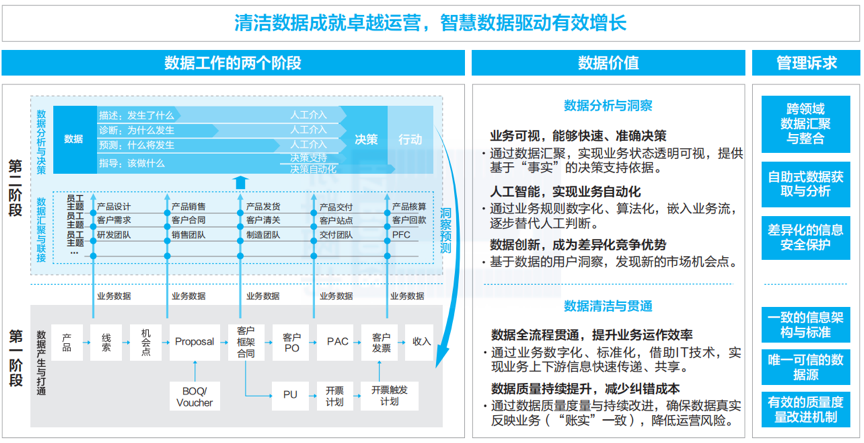 清洁数据成就卓越运营，智慧数据驱动有效增长
数据工作的两个阶段
数据价值
管理诉求
第二阶段
数据分析与决策
数据
描述：发生了什么
人工介入
诊断：为什么发生
人工介入
预测：什么将发生
人工介入
指导：该做什么
决策支持
决策自动化
决策
行动
数据汇聚与联接
员工
主题
员工
主题
员工
主题
...
产品设计
产品销售
产品发货
产品交付
产品核算
客户需求
客户合同
客户清关
客户站点
客户回款
研发团队
销售团队
制造团队
交付团队
PFC
洞察预测
业务数据
业务数据
业务数据
业务数据
业务数据
第一阶段
数据产生与打通
产品
线索
机会点
Proposal
客户
框架
合同
客户
PO
PAC
客户
发票
收入
BOQ/
Voucher
PU
开票
计划
开票触发
计划
数据分析与洞察
业务可视，能够快速、准确决策
·通过数据汇聚，实现业务状态透明可视，提供
基于“事实”的决策支持依据。
人工智能，实现业务自动化
·通过业务规则数字化、算法化，嵌入业务流，
逐步替代人工判断。
数据创新，成为差异化竞争优势
·基于数据的用户洞察，发现新的市场机会点。
数据清洁与贯通
数据全流程贯通，提升业务运作效率
·通过业务数字化、标准化，借助IT技术，实
现业务上下游信息快速传递、共享。
数据质量持续提升，减少纠错成本
·通过数据质量度量与持续改进，确保数据真实
反映业务（“账实”一致），降低运营风险。
跨领域
数据汇聚
与整合
自助式数据获
取与分析
差异化的信息
安全保护
一致的信息架
构与标准
唯一可信的数
据源
有效的质量度
量改进机制